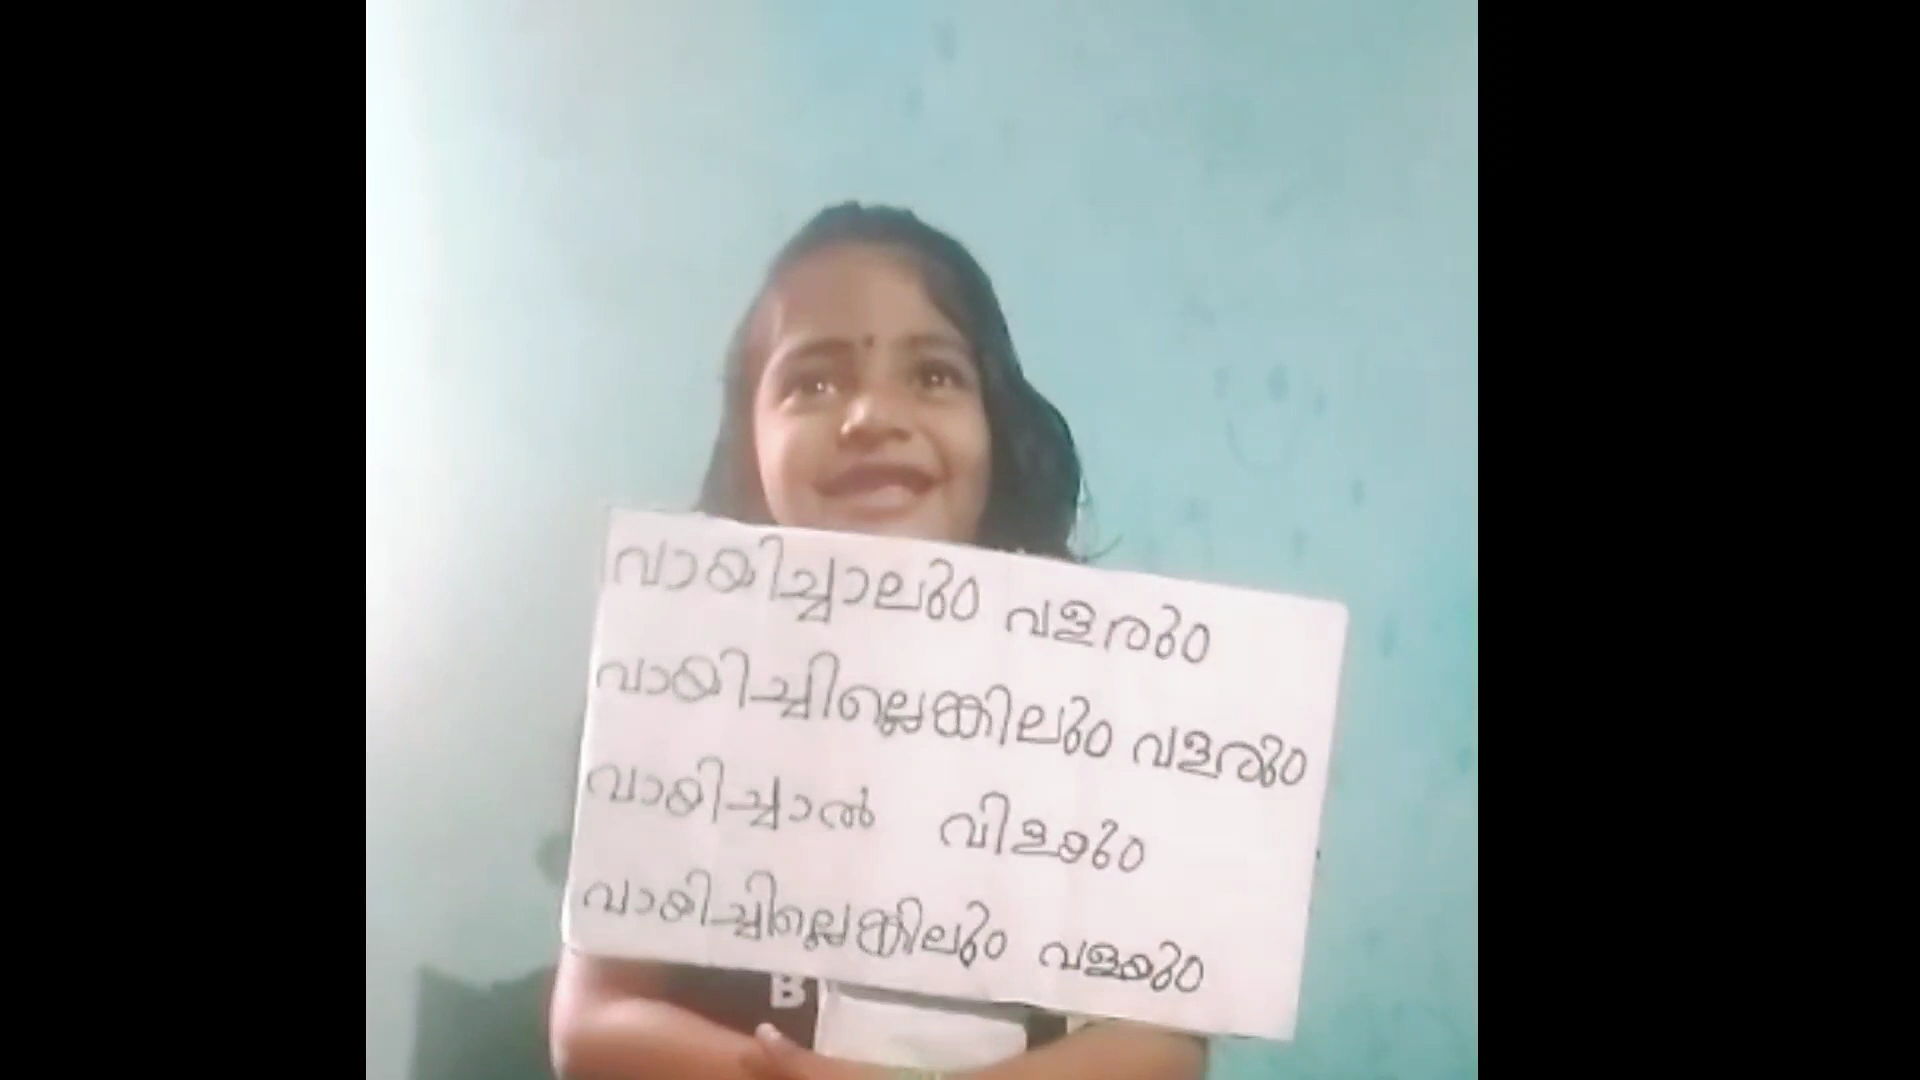 വായിച്ചാലും വളരും
വായിച്ചില്ലെങ്കിലും വളരും
വായിച്ചാൽ വിളയും
വായിച്ചില്ലെങ്കിലും വളയും
B